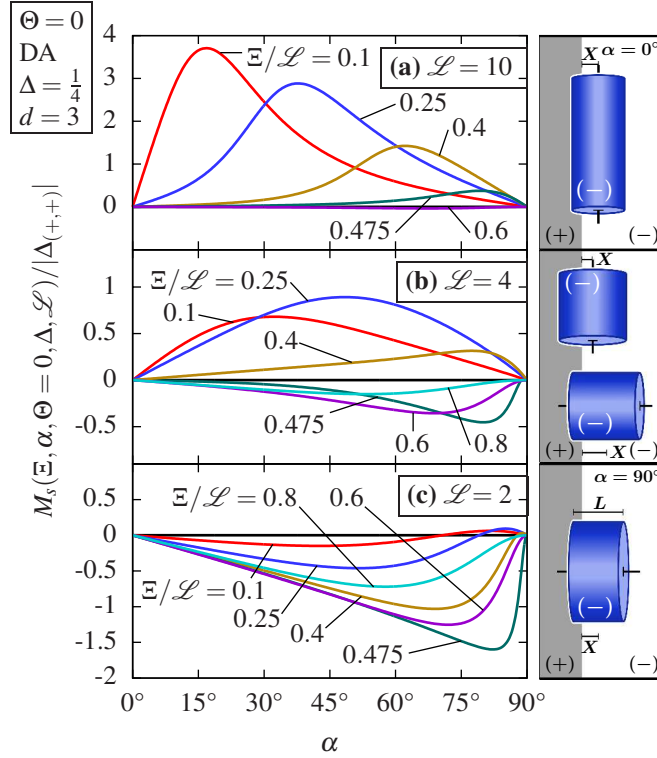 Θ = 0
DA
Δ = 1/4
d = 3
M_s(Ξ, α, Θ = 0, Δ, ℒ)/|Δ_(+,+)|
4
3
2
1
0
Ξ/ℒ = 0.1
(a) ℒ = 10
0.25
0.4
0.475
0.6
X
α = 0°
(−)
(+)
(−)
1
0.5
0
-0.5
Ξ/ℒ = 0.25
(b) ℒ = 4
0.1
0.4
0.475
0.6
0.8
X
(−)
(−)
(+)
X
(−)
0.5
0
-0.5
-1
-1.5
-2
Ξ/ℒ = 0.8
0.6
(c) ℒ = 2
Ξ/ℒ = 0.1
0.25
0.4
0.475
α = 90°
L
(−)
X
(+)
(−)
0° 15° 30° 45° 60° 75° 90°
α